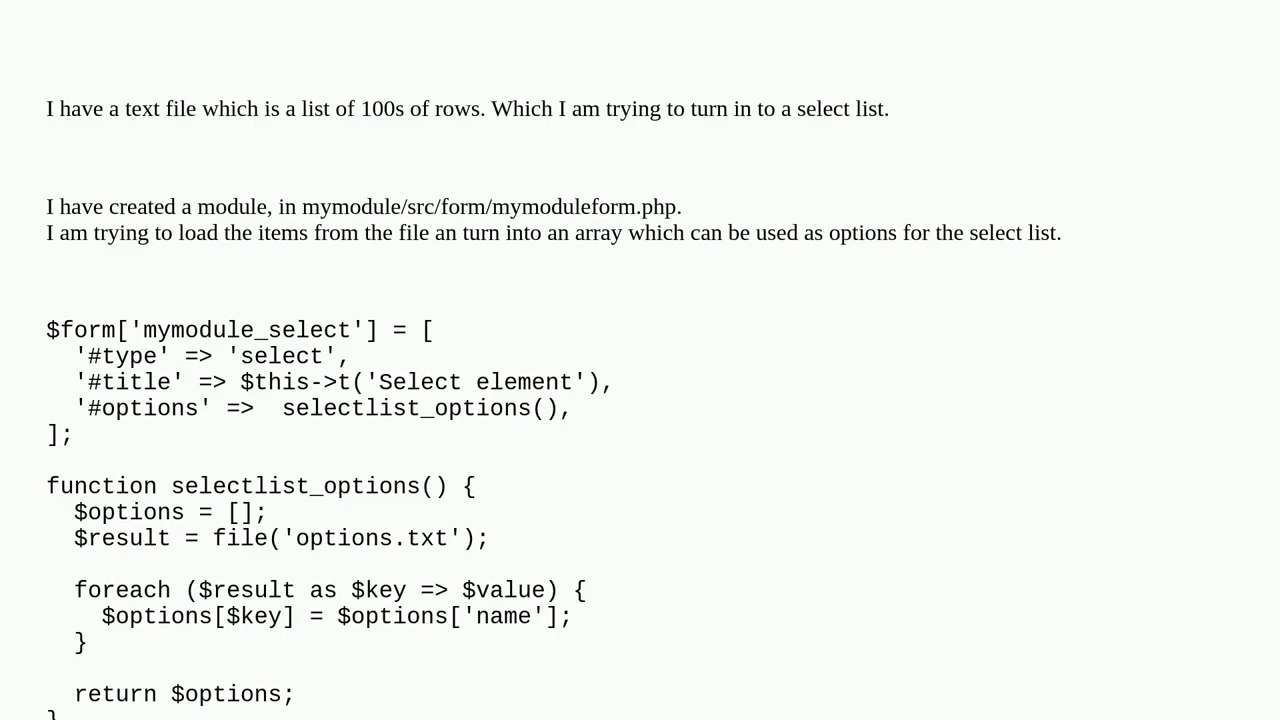 I have a text file which is a list of 100s of rows. Which I am trying to turn in to a select list.
I have created a module, in mymodule/src/form/mymoduleform.php.
I am trying to load the items from the file an turn into an array which can be used as options for the select list.
$form['mymodule_select'] = [
  '#type' => 'select',
  '#title' => $this->t('Select element'),
  '#options' =>  selectlist_options(),
];
function selectlist_options() {
  $options = [];
  $result = file('options.txt');
  foreach ($result as $key => $value) {
    $options[$key] = $options['name'];
  }
  return $options;
}